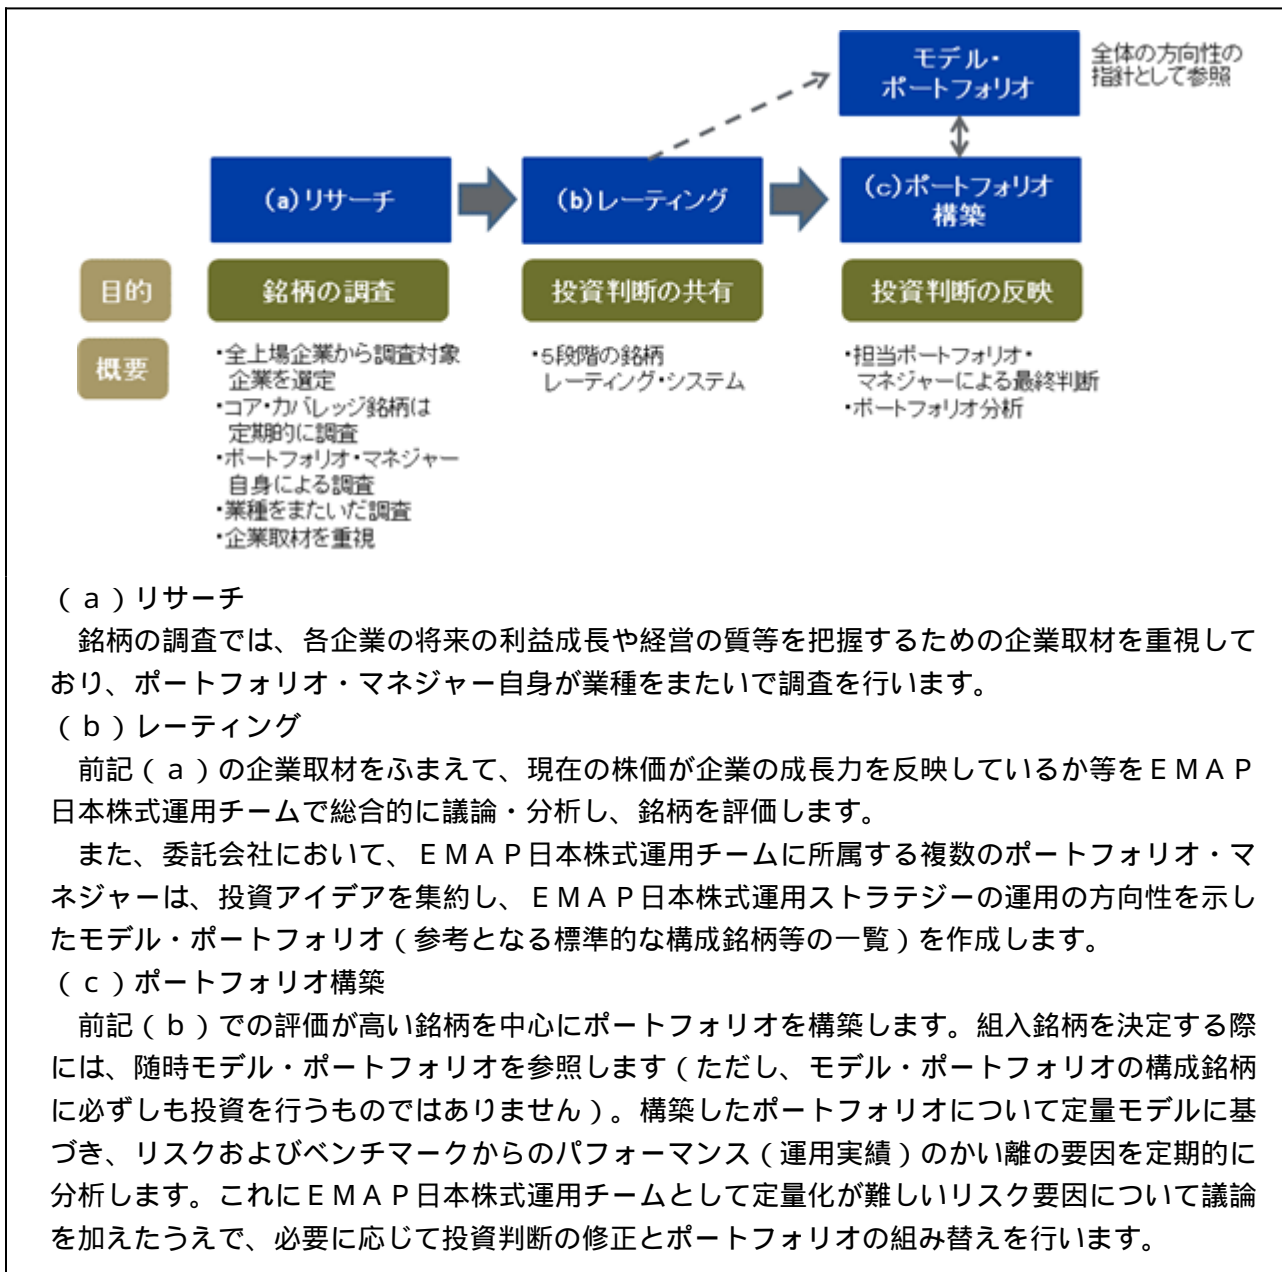 モデル・
ポートフォリオ
全体の方向性の
指針として参照
(a)リサーチ
(b)レーティング
(c)ポートフォリオ
構築
目的
銘柄の調査
投資判断の共有
投資判断の反映
概要
・全上場企業から調査対象
企業を選定
・コア・カバレッジ銘柄は
定期的に調査
・ポートフォリオ・マネジャー
自身による調査
・業種をまたいだ調査
・企業取材を重視
・5段階の銘柄
レーティング・システム
・担当ポートフォリオ・
マネジャーによる最終判断
・ポートフォリオ分析
(a)リサーチ
銘柄の調査では、各企業の将来の利益成長や経営の質等を把握するための企業取材を重視して
おり、ポートフォリオ・マネジャー自身が業種をまたいで調査を行います。
(b)レーティング
前記(a)の企業取材をふまえて、現在の株価が企業の成長力を反映しているか等をEMAP
日本株式運用チームで総合的に議論・分析し、銘柄を評価します。
また、委託会社において、EMAP日本株式運用チームに所属する複数のポートフォリオ・マ
ネジャーは、投資アイデアを集約し、EMAP日本株式運用ストラテジーの運用の方向性を示し
たモデル・ポートフォリオ(参考となる標準的な構成銘柄等の一覧)を作成します。
(c)ポートフォリオ構築
前記(b)での評価が高い銘柄を中心にポートフォリオを構築します。組入銘柄を決定する際
には、随時モデル・ポートフォリオを参照します(ただし、モデル・ポートフォリオの構成銘柄
に必ずしも投資を行うものではありません)。構築したポートフォリオについて定量モデルに基
づき、リスクおよびベンチマークからのパフォーマンス(運用実績)のかい離の要因を定期的に
分析します。これにEMAP日本株式運用チームとして定量化が難しいリスク要因について議論
を加えたうえで、必要に応じて投資判断の修正とポートフォリオの組み替えを行います。